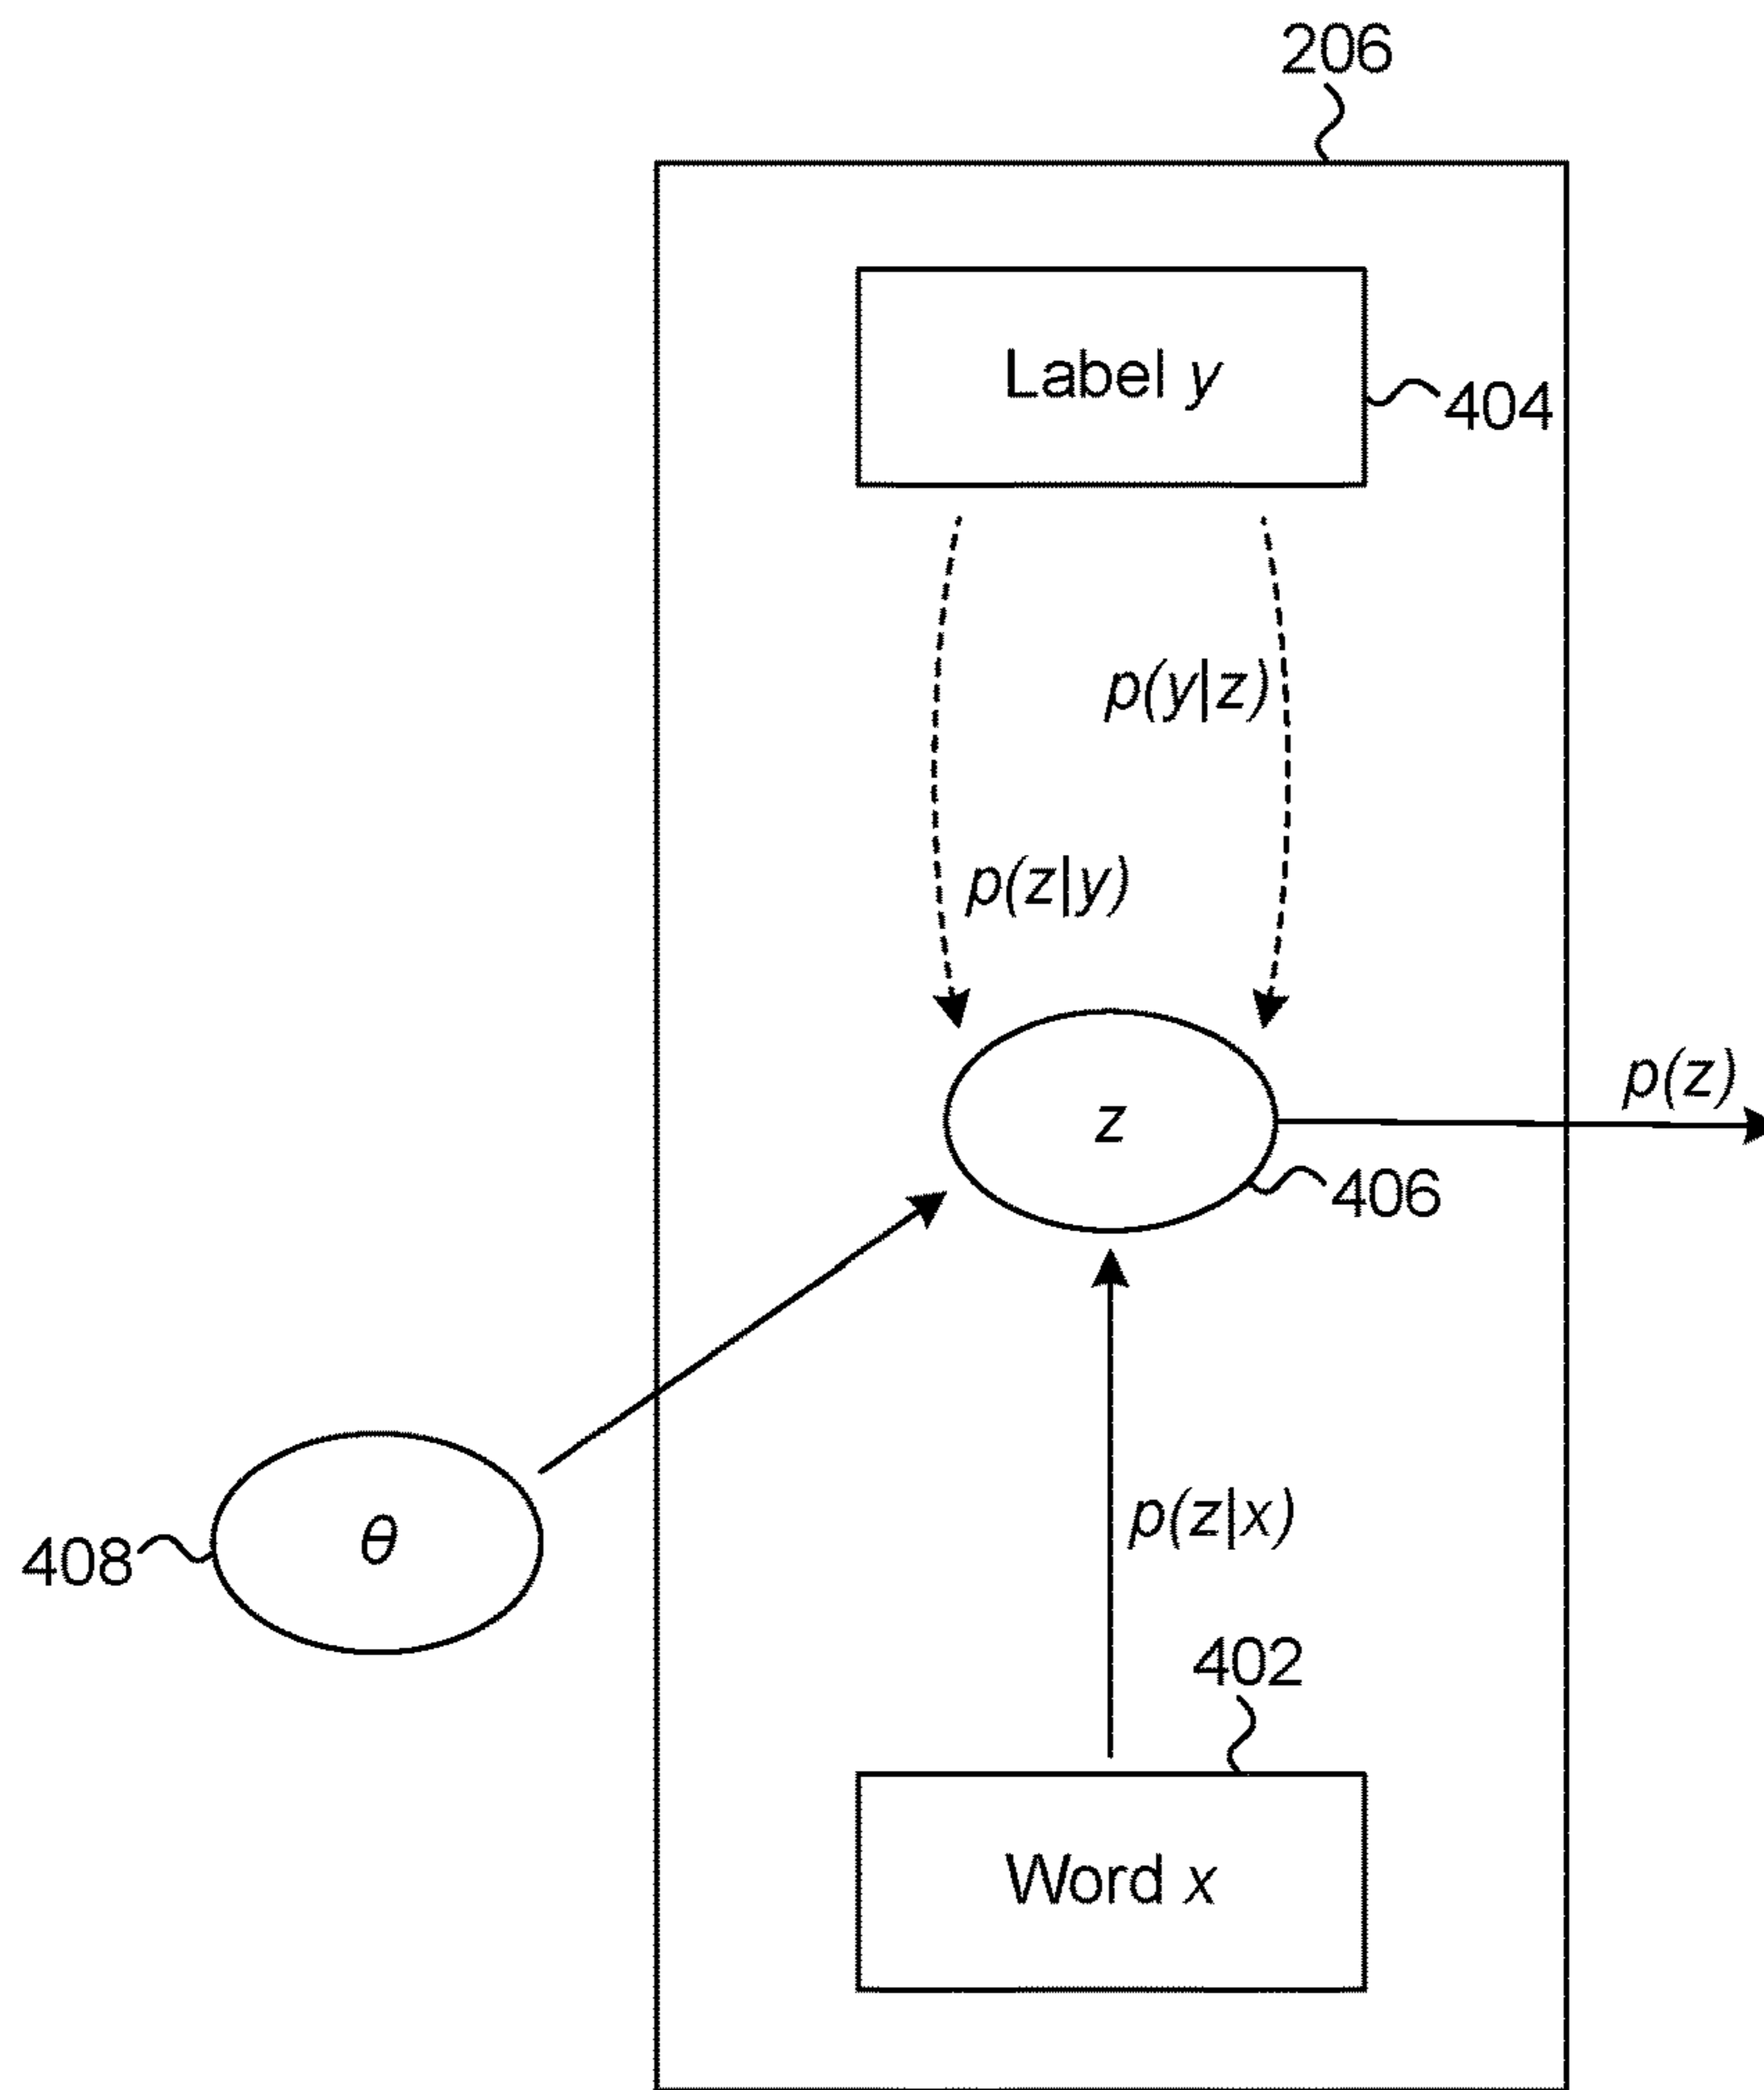 206
Label y
404
p(y|z)
p(z|y)
p(z)
z
406
p(z|x)
θ
408
402
Word x